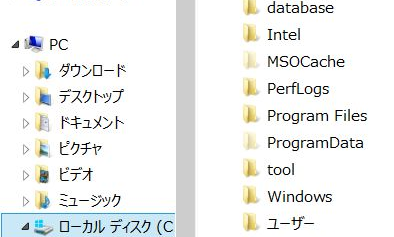 PC
ダウンロード
デスクトップ
ドキュメント
ピクチャ
ビデオ
ミュージック
ローカル ディスク (C
database
Intel
MSOCache
PerfLogs
Program Files
ProgramData
tool
Windows
ユーザー